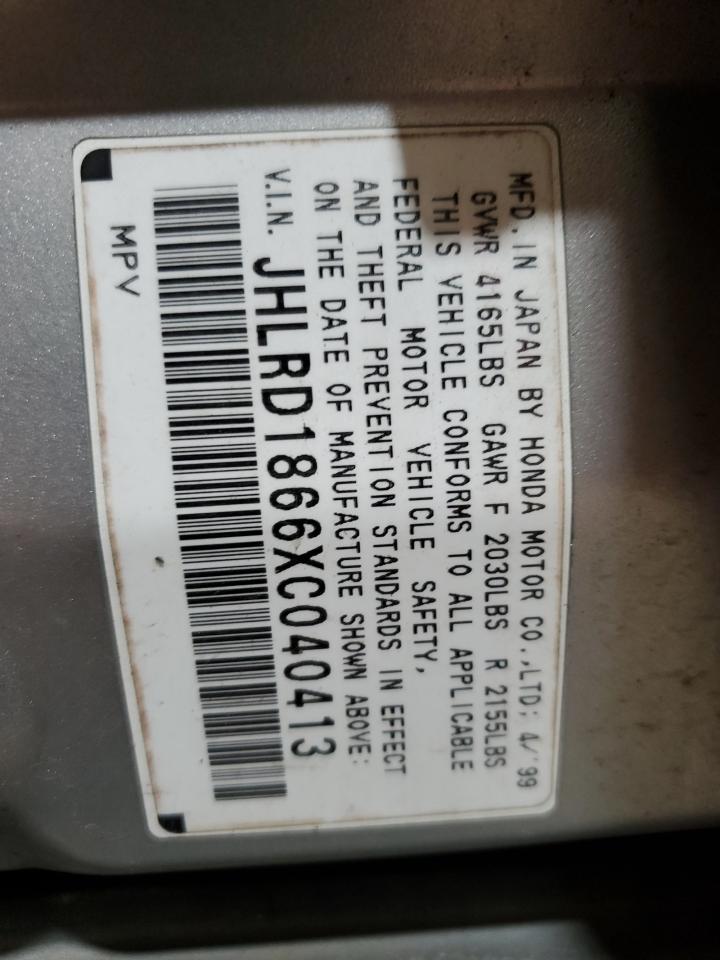 MFD. IN JAPAN BY HONDA MOTOR CO.,LTD; 4/'99
GVWR 4165LBS GAWR F 2030LBS R 2155LBS
THIS VEHICLE CONFORMS TO ALL APPLICABLE
FEDERAL MOTOR VEHICLE SAFETY,
AND THEFT PREVENTION STANDARDS IN EFFECT
ON THE DATE OF MANUFACTURE SHOWN ABOVE:
V.I.N. JHLRD1866XC040413
MPV